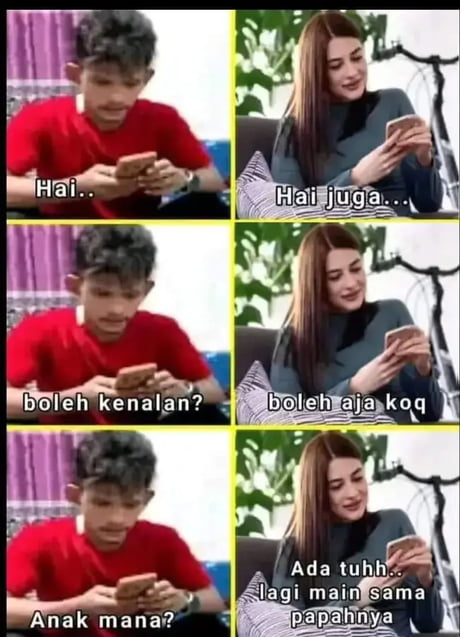 Hai..
Hai juga...
boleh kenalan?
boleh aja koq
Anak mana?
Ada tuhh..
lagi main sama
papahnya